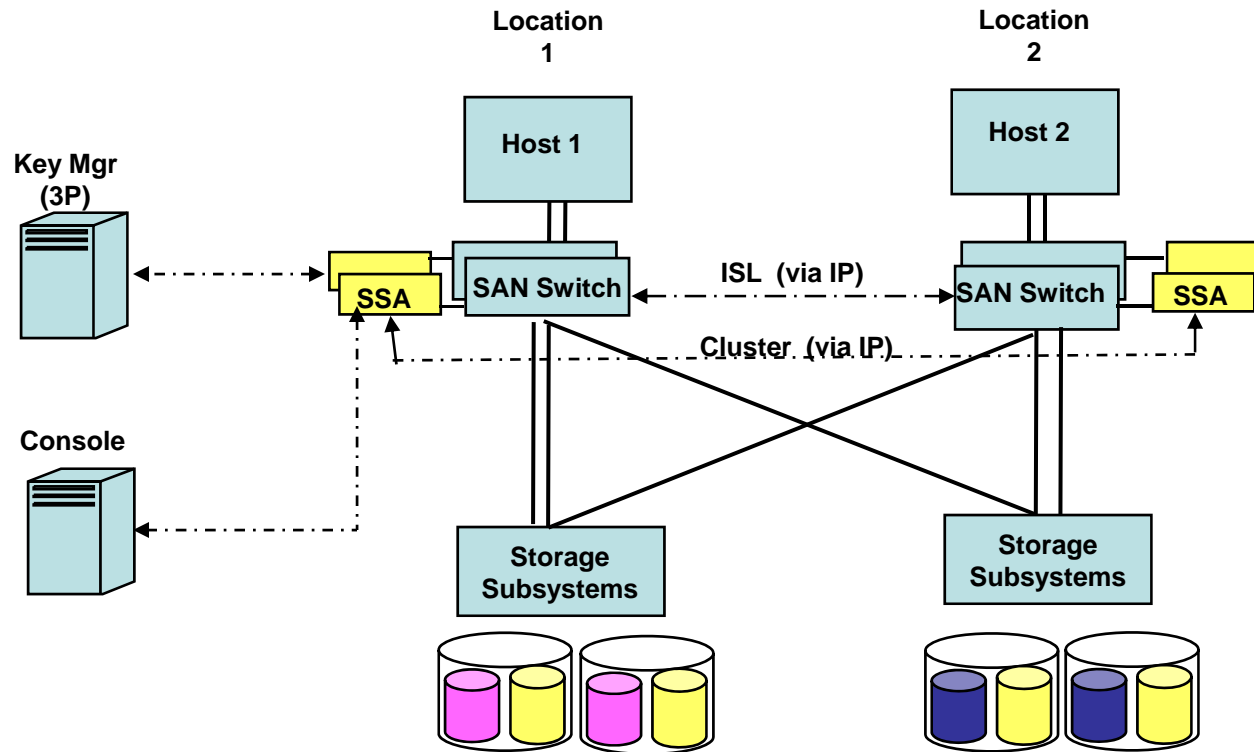 Location
1
Location
2
Host 1
Host 2
Key Mgr
(3P)
SSA
SAN Switch
ISL (via IP)
SAN Switch
SSA
Cluster (via IP)
Console
Storage
Subsystems
Storage
Subsystems